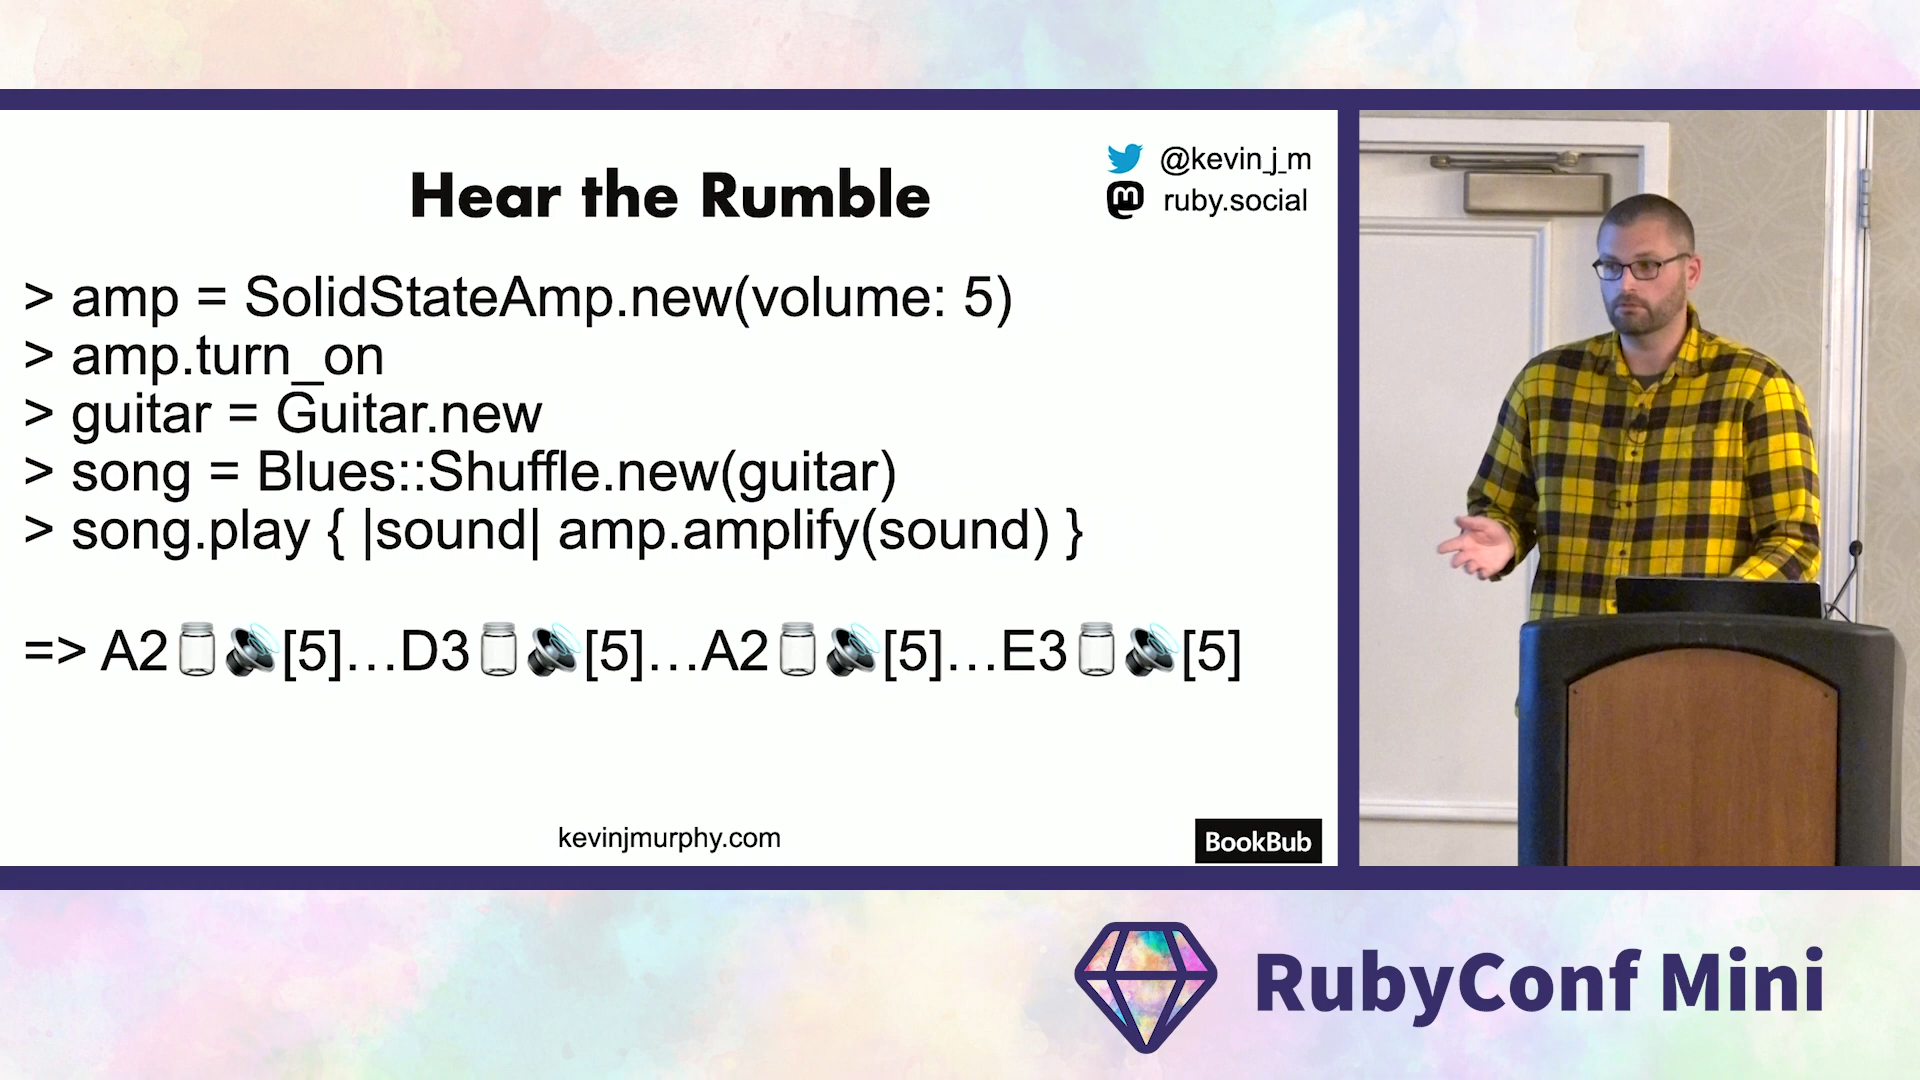 Hear the Rumble
@kevin_j_m
ruby.social
> amp = SolidStateAmp.new(volume: 5)
> amp.turn_on
> guitar = Guitar.new
> song = Blues::Shuffle.new(guitar)
> song.play { |sound| amp.amplify(sound) }
=> A2🫙🔊[5]…D3🫙🔊[5]…A2🫙🔊[5]…E3🫙🔊[5]
kevinjmurphy.com
BookBub
RubyConf Mini